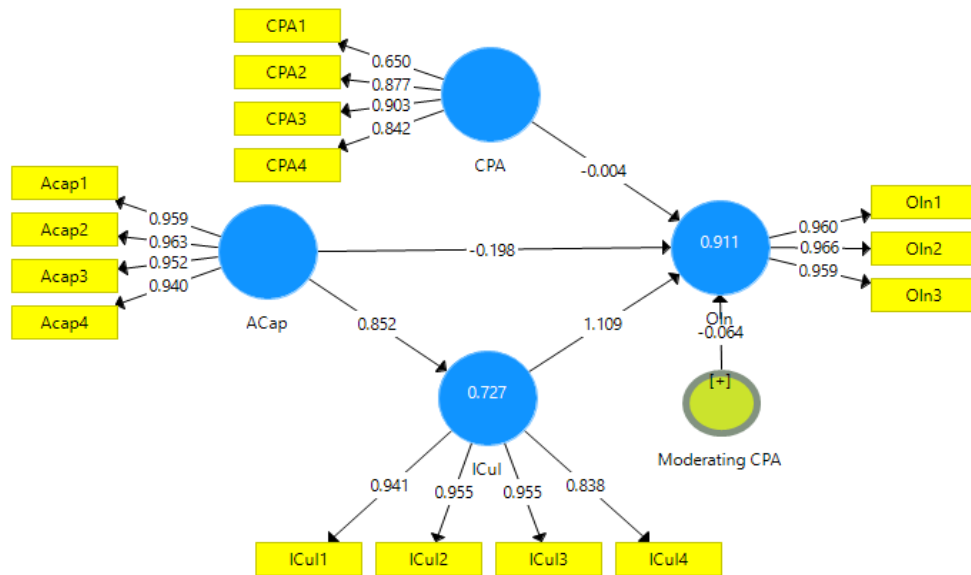 CPA1
CPA2
CPA3
CPA4
0.650
0.877
0.903
0.842
CPA
-0.004
Acap1
Acap2
Acap3
Acap4
0.959
0.963
0.952
0.940
ACap
-0.198
0.852
0.911
OIn
0.960
0.966
0.959
OIn1
OIn2
OIn3
1.109
-0.064
[+]
Moderating CPA
0.727
ICul
0.941
0.955
0.955
0.838
ICul1
ICul2
ICul3
ICul4